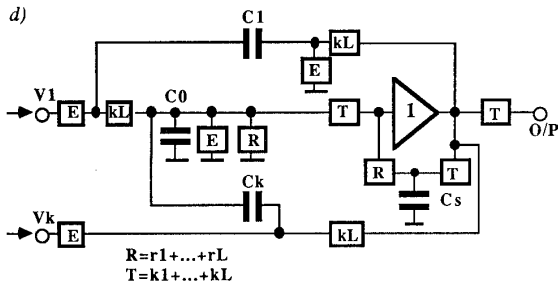 d)
C1
kL
E
V1
E
kL
C0
E
R
T
1
T
O/P
R
T
Cs
Ck
Vk
E
kL
R=r1+...+rL
T=k1+...+kL